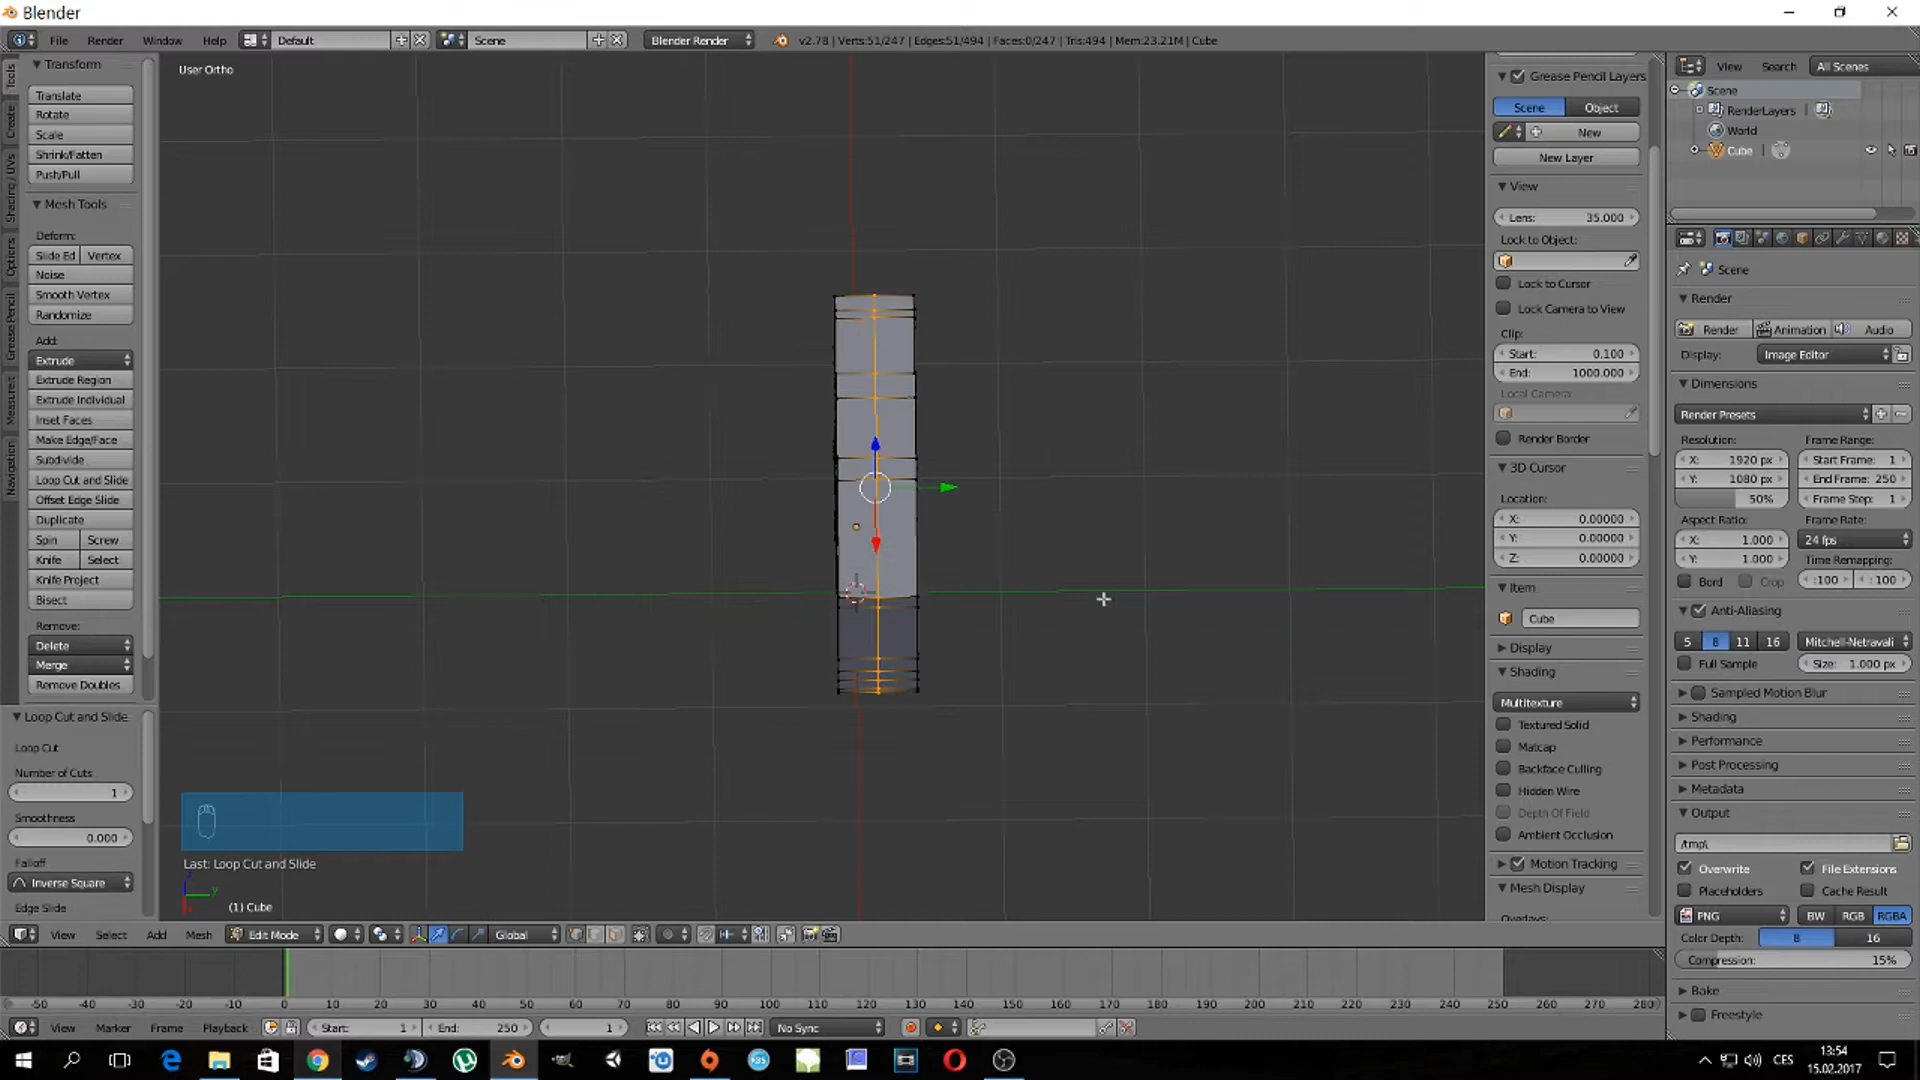 Blender
File Render Window Help Default Scene Blender Render v2.78 | Verts:51/247 | Edges:51/494 | Faces:0/247 | Tris:494 | Mem:23.21M | Cube
Tools
Create
Shading / UVs
Options
Grease Pencil
Navigation
Transform
Translate
Rotate
Scale
Shrink/Fatten
Push/Pull
Mesh Tools
Deform:
Slide Ed Vertex
Noise
Smooth Vertex
Randomize
Add:
Extrude
Extrude Region
Extrude Individual
Inset Faces
Make Edge/Face
Subdivide
Loop Cut and Slide
Offset Edge Slide
Duplicate
Spin Screw
Knife Select
Knife Project
Bisect
Remove:
Delete
Merge
Remove Doubles
Loop Cut and Slide
Loop Cut
Number of Cuts
1
Smoothness
0.000
Falloff
Inverse Square
Edge Slide
User Ortho
Last: Loop Cut and Slide
z
y
(1) Cube
View Select Add Mesh Edit Mode Global
Grease Pencil Layers
Scene Object
New
New Layer
View
Lens: 35.000
Lock to Object:
Lock to Cursor
Lock Camera to View
Clip:
Start: 0.100
End: 1000.000
Local Camera:
Render Border
3D Cursor
Location:
X: 0.00000
Y: 0.00000
Z: 0.00000
Item
Cube
Display
Shading
Multitexture
Textured Solid
Matcap
Backface Culling
Hidden Wire
Depth Of Field
Ambient Occlusion
Motion Tracking
Mesh Display
Overlays:
View Search All Scenes
Scene
RenderLayers
World
Cube
Scene
Render
Render Animation Audio
Display: Image Editor
Dimensions
Render Presets
Resolution: Frame Range:
X: 1920 px Start Frame: 1
Y: 1080 px End Frame: 250
50% Frame Step: 1
Aspect Ratio: Frame Rate:
X: 1.000 24 fps
Y: 1.000 Time Remapping:
Bord Crop :100 :100
Anti-Aliasing
5 8 11 16 Mitchell-Netravali
Full Sample Size: 1.000 px
Sampled Motion Blur
Shading
Performance
Post Processing
Metadata
Output
/tmp\
Overwrite File Extensions
Placeholders Cache Result
PNG BW RGB RGBA
Color Depth: 8 16
Compression: 15%
Bake
Freestyle
-50 -40 -30 -20 -10 0 10 20 30 40 50 60 70 80 90 100 110 120 130 140 150 160 170 180 190 200 210 220 230 240 250 260 270 280
View Marker Frame Playback Start: 1 End: 250 1 No Sync
CES 13:54
15.02.2017